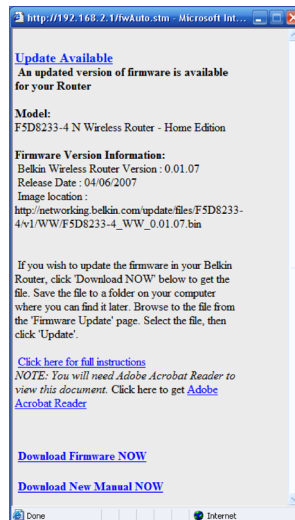 http://192.168.2.1/fwAuto.stm - Microsoft Int...
Update Available
An updated version of firmware is available
for your Router
Model:
F5D8233-4 N Wireless Router - Home Edition
Firmware Version Information:
Belkin Wireless Router Version : 0.01.07
Release Date : 04/06/2007
Image location :
http://networking.belkin.com/update/files/F5D8233-
4/v1/WW/F5D8233-4_WW_0.01.07.bin
If you wish to update the firmware in your Belkin
Router, click 'Download NOW' below to get the
file. Save the file to a folder on your computer
where you can find it later. Browse to the file from
the 'Firmware Update' page. Select the file, then
click 'Update'.
Click here for full instructions
NOTE: You will need Adobe Acrobat Reader to
view this document. Click here to get Adobe
Acrobat Reader
Download Firmware NOW
Download New Manual NOW
Done Internet